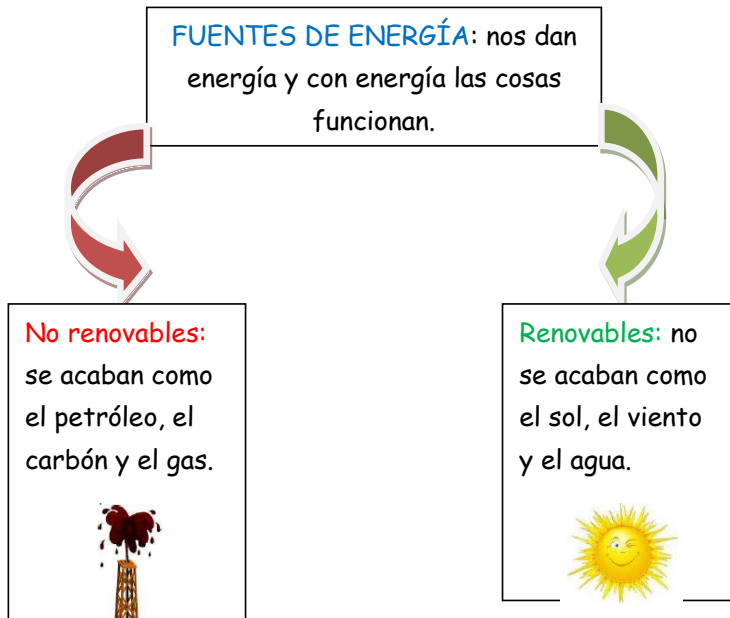 FUENTES DE ENERGÍA: nos dan
energía y con energía las cosas
funcionan.
No renovables:
se acaban como
el petróleo, el
carbón y el gas.
Renovables: no
se acaban como
el sol, el viento
y el agua.